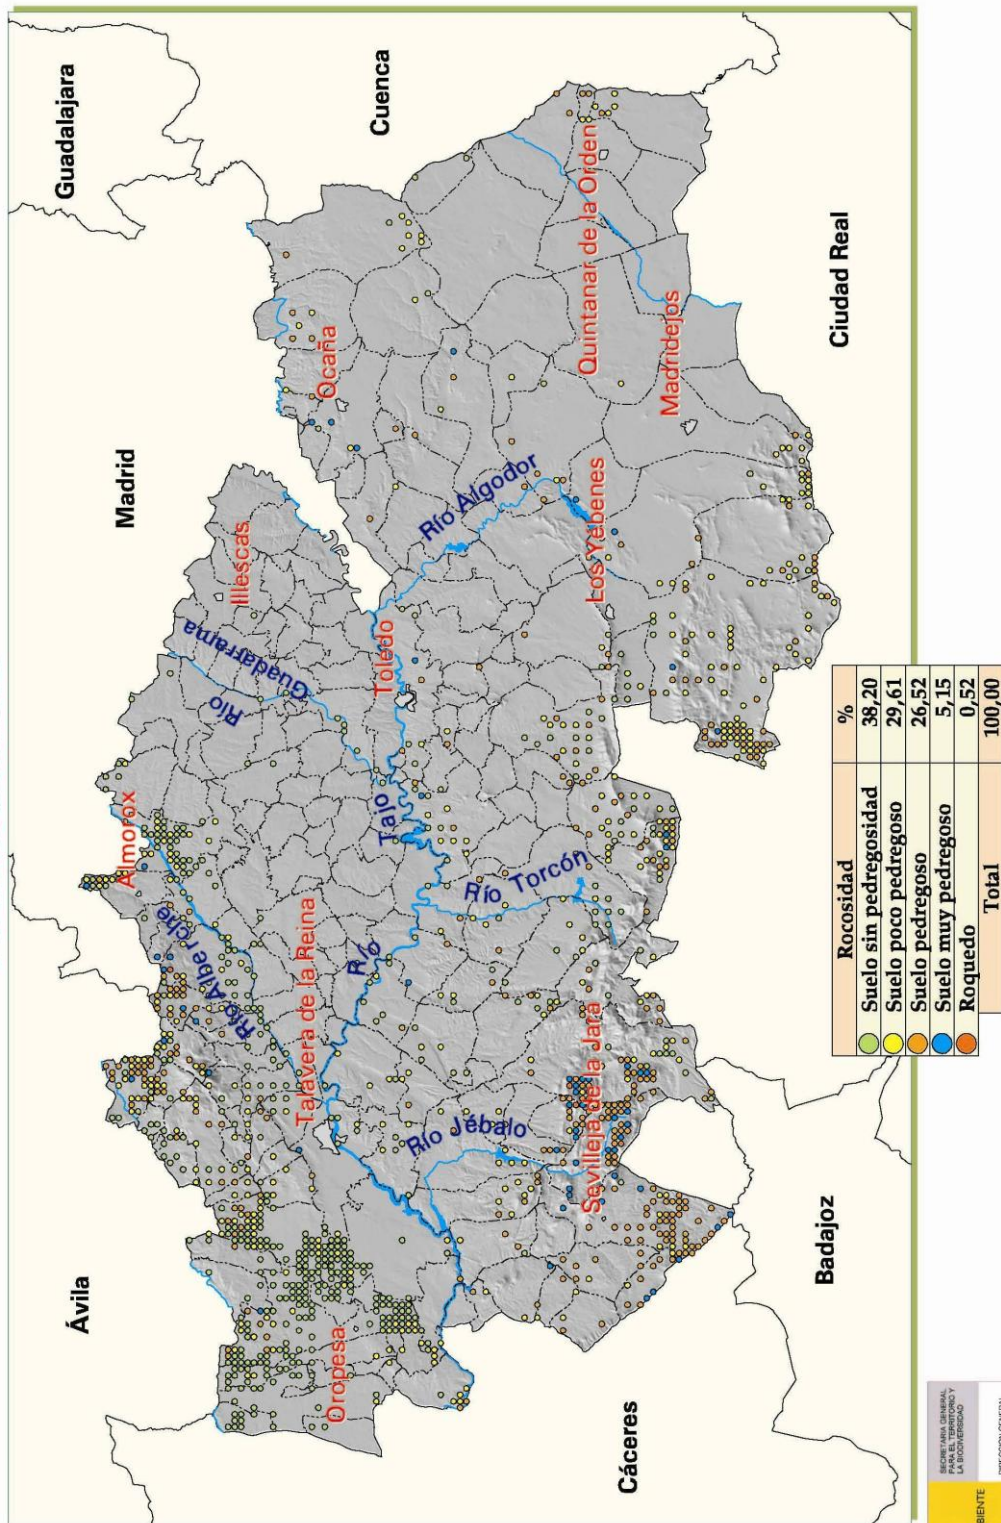 Guadalajara
Madrid
Cuenca
Ávila
Cáceres
Badajoz
Ciudad Real
Almorox
Illescas
Ocaña
Oropesa
Talavera de la Reina
Toledo
Quintanar de la Orden
Madridejos
Los Yébenes
Sevilleja de la Jara
Río Alberche
Río Guadarrama
Río Tajo
Río Algodor
Río Torcón
Río Jébalo
Rocosidad %
Suelo sin pedregosidad 38,20
Suelo poco pedregoso 29,61
Suelo pedregoso 26,52
Suelo muy pedregoso 5,15
Roquedo 0,52
Total 100,00
SECRETARIA GENERAL
PARA EL TERRITORIO Y
LA BIODIVERSIDAD